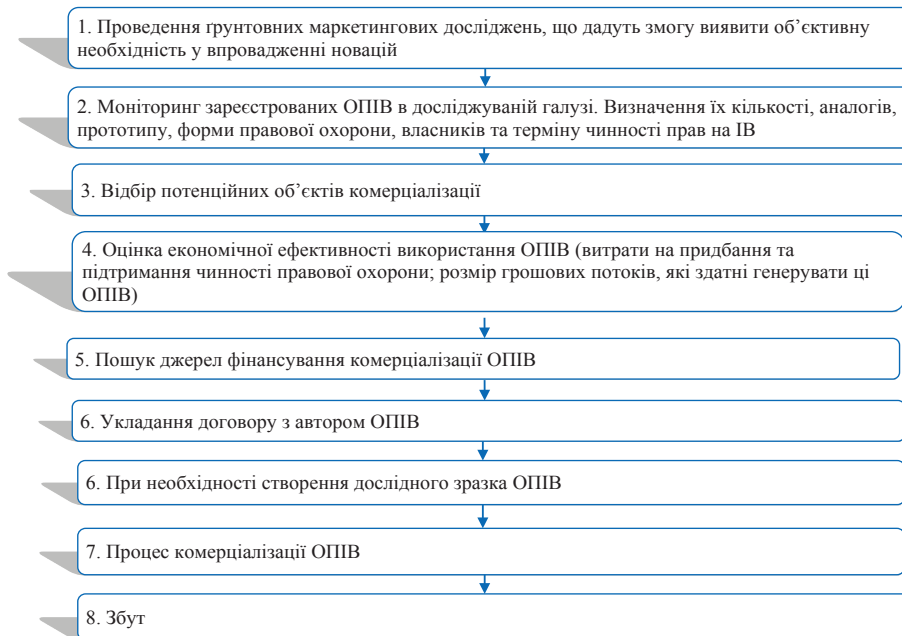 1. Проведення ґрунтовних маркетингових досліджень, що дадуть змогу виявити об’єктивну
необхідність у впровадженні новацій
2. Моніторинг зареєстрованих ОПІВ в досліджуваній галузі. Визначення їх кількості, аналогів,
прототипу, форми правової охорони, власників та терміну чинності прав на ІВ
3. Відбір потенційних об’єктів комерціалізації
4. Оцінка економічної ефективності використання ОПІВ (витрати на придбання та
підтримання чинності правової охорони; розмір грошових потоків, які здатні генерувати ці
ОПІВ)
5. Пошук джерел фінансування комерціалізації ОПІВ
6. Укладання договору з автором ОПІВ
6. При необхідності створення дослідного зразка ОПІВ
7. Процес комерціалізації ОПІВ
8. Збут